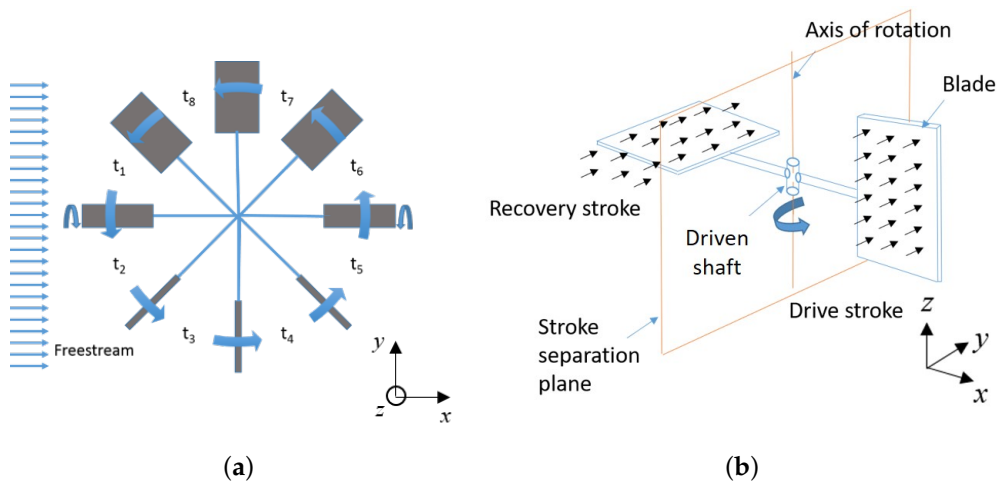 t8
t7
t1
t6
t2
t5
t3
t4
Freestream
y
z
x
(a)
Axis of rotation
Blade
Recovery stroke
Driven
shaft
Drive stroke
Stroke
separation
plane
z
y
x
(b)